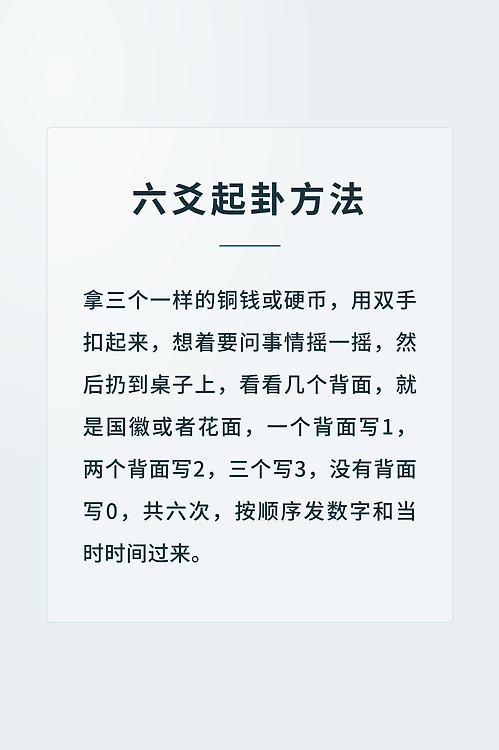 六爻起卦方法
拿三个一样的铜钱或硬币，用双手
扣起来，想着要问事情摇一摇，然
后扔到桌子上，看看几个背面，就
是国徽或者花面，一个背面写1，
两个背面写2，三个写3，没有背面
写0，共六次，按顺序发数字和当
时时间过来。